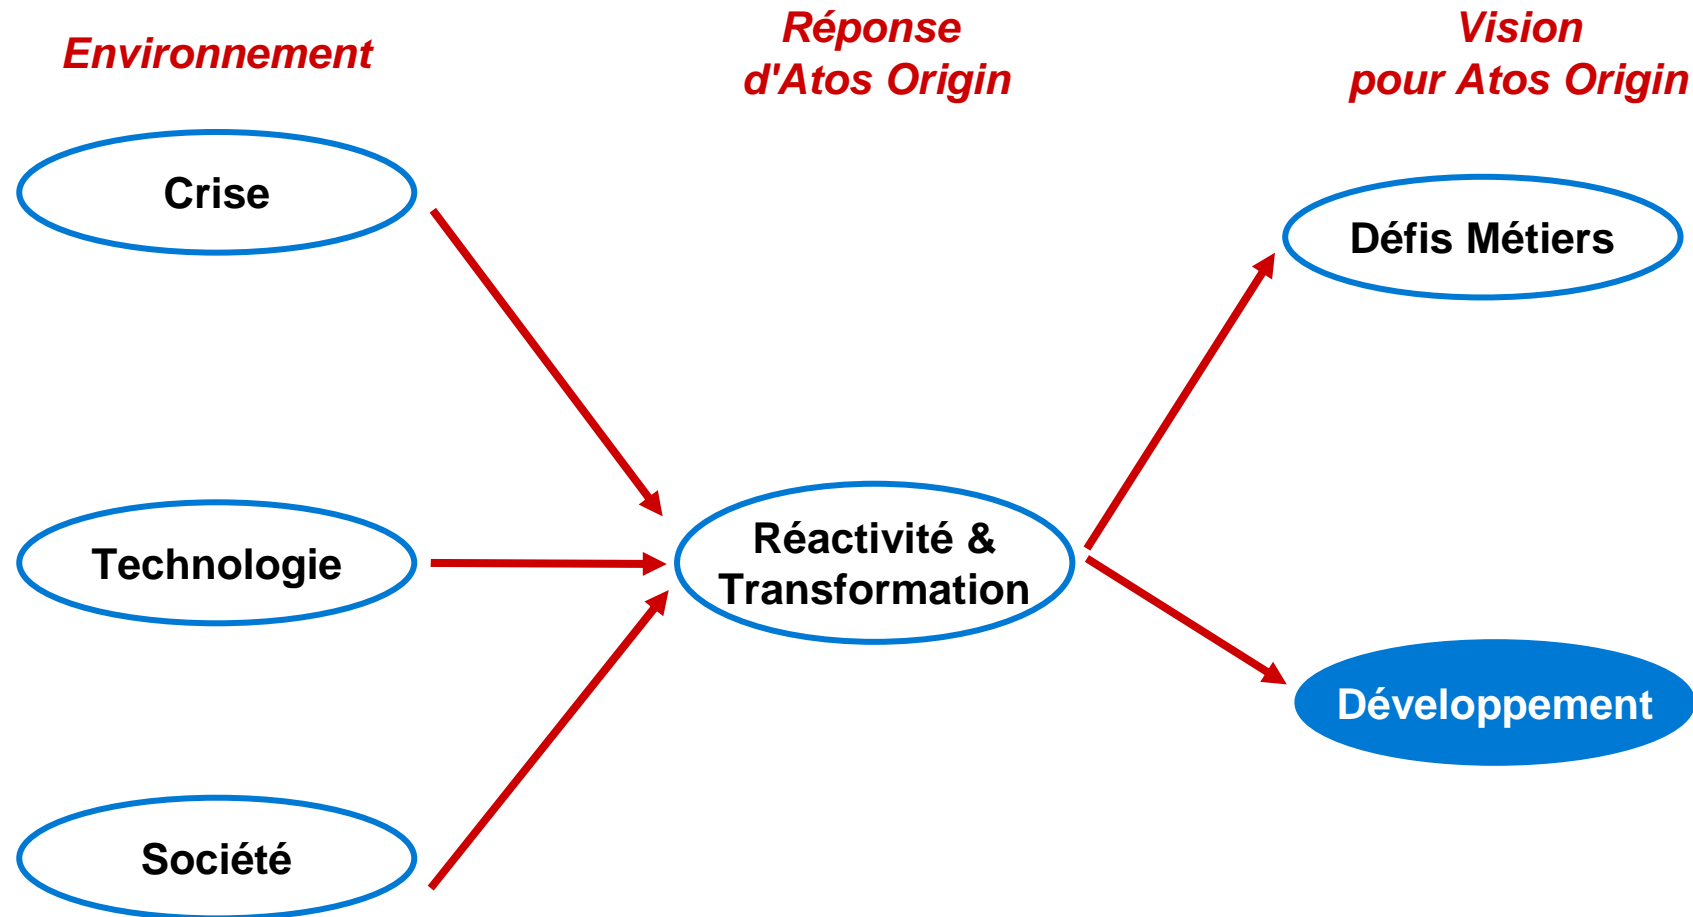 Environnement
Réponse
d'Atos Origin
Vision
pour Atos Origin
Crise
Défis Métiers
Technologie
Réactivité &
Transformation
Développement
Société